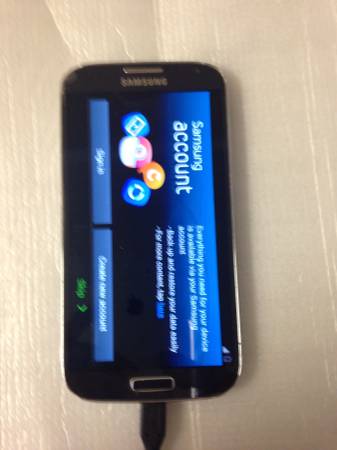 SAMSUNG
Samsung
account
Everything you need for your device
is available via your Samsung
account
-Back up and restore your data easily
-For more content, tap here
Sign in
Create new account
Skip